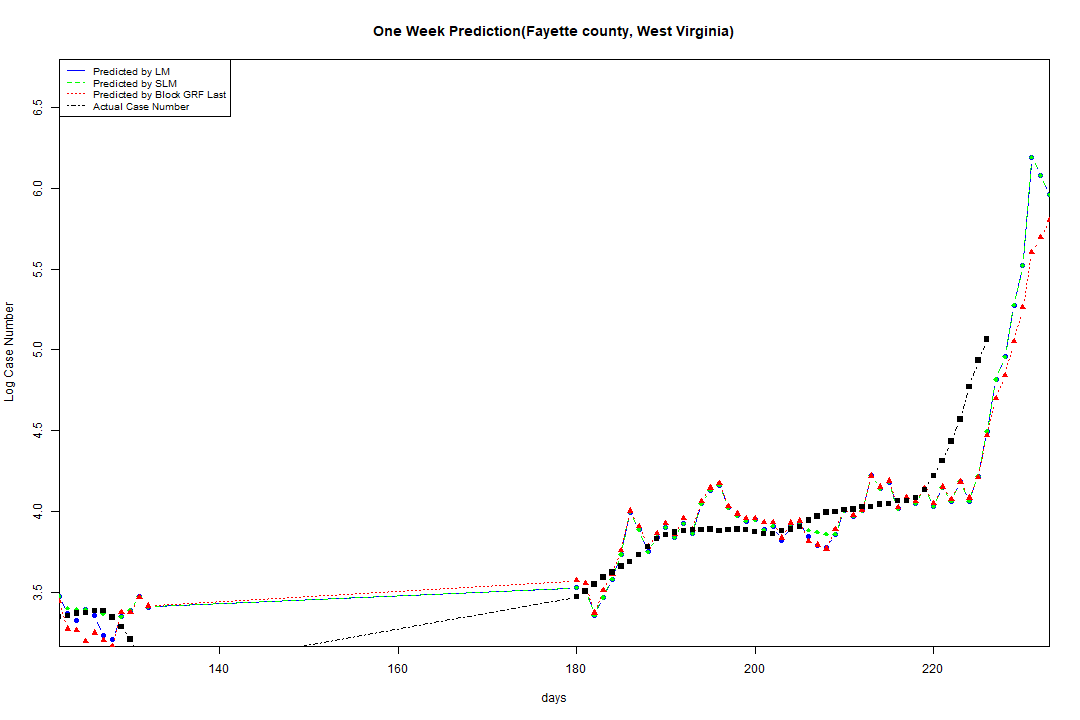 One Week Prediction(Fayette county, West Virginia)
Predicted by LM
Predicted by SLM
Predicted by Block GRF Last
Actual Case Number
6.5
6.0
5.5
5.0
4.5
4.0
3.5
Log Case Number
140 160 180 200 220
days